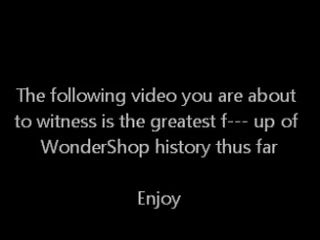 The following video you are about
to witness is the greatest f--- up of
WonderShop history thus far
Enjoy